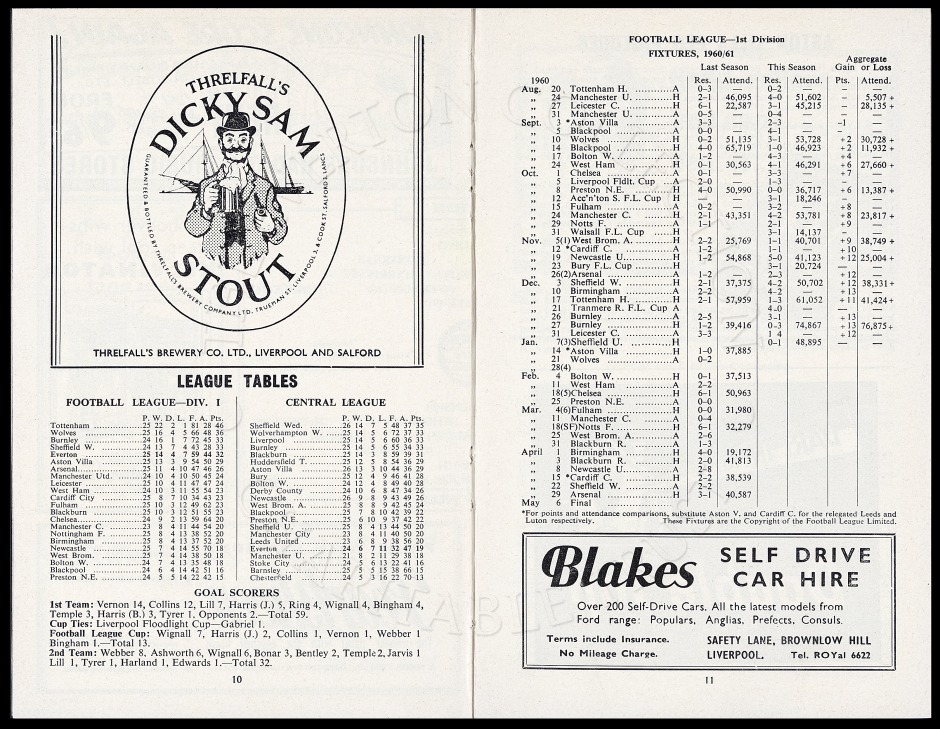 THRELFALL'S
DICKY SAM
STOUT
GUARANTEED & BOTTLED BY THRELFALL'S BREWERY COMPANY LTD. TRUEMAN ST. LIVERPOOL 3, & COOK ST. SALFORD 3, LANCS.
THRELFALL'S BREWERY CO. LTD., LIVERPOOL AND SALFORD
LEAGUE TABLES
FOOTBALL LEAGUE—DIV. I
P. W. D. L. F. A. Pts.
Tottenham 25 22 2 1 81 28 46
Wolves 25 16 4 5 66 48 36
Burnley 24 16 1 7 72 45 33
Sheffield W. 24 13 7 4 43 28 33
Everton 25 14 4 7 59 44 32
Aston Villa 25 13 3 9 54 50 29
Arsenal 25 11 4 10 47 46 26
Manchester Utd. 24 10 4 10 50 45 24
Leicester 25 10 4 11 47 47 24
West Ham 24 10 3 11 55 54 23
Cardiff City 25 8 7 10 34 43 23
Fulham 25 10 3 12 49 62 23
Blackburn 25 10 3 12 51 55 23
Chelsea 24 9 2 13 59 64 20
Manchester C. 23 8 4 11 44 54 20
Nottingham F. 25 8 4 13 38 52 20
Birmingham 25 8 4 13 37 52 20
Newcastle 25 7 4 14 55 70 18
West Brom. 25 7 4 14 38 50 18
Bolton W. 24 7 4 13 35 48 18
Blackpool 24 6 4 14 42 51 16
Preston N.E. 24 5 5 14 22 42 15
CENTRAL LEAGUE
P. W. D. L. F. A. Pts.
Sheffield Wed. 26 14 7 5 48 37 35
Wolverhampton W. 25 14 5 6 72 37 33
Liverpool 25 14 5 6 60 36 33
Burnley 25 14 5 6 55 34 33
Blackburn 25 14 3 8 59 39 31
Huddersfield T. 25 12 5 8 54 36 29
Aston Villa 26 13 3 10 44 36 29
Bury 25 12 4 9 46 41 28
Bolton W. 24 12 4 8 49 40 28
Derby County 24 10 6 8 47 34 26
Newcastle 26 9 8 9 43 49 26
West Brom. A. 25 8 8 9 42 45 24
Blackpool 25 7 8 10 42 39 22
Preston N.E. 25 6 10 9 37 42 22
Sheffield U. 25 8 4 13 44 50 20
Manchester City 23 8 4 11 40 50 20
Leeds United 23 6 8 9 38 56 20
Everton 24 6 7 11 32 47 19
Manchester U. 21 8 2 11 29 38 18
Stoke City 24 5 6 13 22 41 16
Barnsley 25 5 5 15 38 66 15
Chesterfield 24 5 3 16 22 70 13
GOAL SCORERS
1st Team: Vernon 14, Collins 12, Lill 7, Harris (J.) 5, Ring 4, Wignall 4, Bingham 4,
Temple 3, Harris (B.) 3, Tyrer 1, Opponents 2.—Total 59.
Cup Ties: Liverpool Floodlight Cup—Gabriel 1.
Football League Cup: Wignall 7, Harris (J.) 2, Collins 1, Vernon 1, Webber 1
Bingham 1.—Total 13.
2nd Team: Webber 8, Ashworth 6, Wignall 6, Bonar 3, Bentley 2, Temple 2, Jarvis 1
Lill 1, Tyrer 1, Harland 1, Edwards 1.—Total 32.
10
FOOTBALL LEAGUE—1st Division
FIXTURES, 1960/61
Last Season This Season Aggregate Gain or Loss
1960 Res. Attend. Res. Attend. Pts. Attend.
Aug. 20 Tottenham H. A 0–3 — 0–2 — — —
„ 24 Manchester U. H 2–1 46,095 4–0 51,602 – 5,507 +
„ 27 Leicester C. H 6–1 22,587 3–1 45,215 – 28,135 +
„ 31 Manchester U. A 0–5 — 0–4 — — —
Sept. 3 *Aston Villa A 3–3 — 2–3 — –1 —
„ 5 Blackpool A 0–0 — 4–1 — —
„ 10 Wolves H 0–2 51,135 3–1 53,728 +2 30,728 +
„ 14 Blackpool H 4–0 65,719 1–0 46,923 +2 11,932 +
„ 17 Bolton W. A 1–2 — 4–3 — +4 —
„ 24 West Ham H 0–1 30,563 4–1 46,291 +6 27,660 +
Oct. 1 Chelsea A 0–1 — 3–3 — +7 —
„ 5 Liverpool Fldlt. Cup A 2–0 — 1–3 —
„ 8 Preston N.E. H 4–0 50,990 0–0 36,717 +6 13,387 +
„ 12 Acc'n'ton S. F.L. Cup H — — 3–1 18,246 —
„ 15 Fulham A 0–2 — 3–2 — +8 —
„ 24 Manchester C. H 2–1 43,351 4–2 53,781 +8 23,817 +
„ 29 Notts F. A 1–1 — 2–1 — +9 —
„ 31 Walsall F.L. Cup H 3–1 14,137 —
Nov. 5(1)West Brom. A. H 2–2 25,769 1–1 40,701 +9 38,749 +
„ 12 *Cardiff C. A 1–2 — 1–1 — +10 —
„ 19 Newcastle U. H 1–2 54,868 5–0 41,123 +12 25,004 +
„ 23 Bury F.L. Cup H 3–1 20,724 —
„ 26(2)Arsenal A 1–2 — 2–3 — +12 —
Dec. 3 Sheffield W. H 2–1 37,375 4–2 50,702 +12 38,331 +
„ 10 Birmingham A 2–2 — 4–2 — +13 —
„ 17 Tottenham H. H 2–1 57,959 1–3 61,052 +11 41,424 +
„ 21 Tranmere R. F.L. Cup A 4–0 —
„ 26 Burnley A 2–5 3–1 — +13 —
„ 27 Burnley H 1–2 39,416 0–3 74,867 +13 76,875 +
„ 31 Leicester C. A 3–3 1 4 — +12 —
Jan. 7(3)Sheffield U. H 0–1 48,895 — —
„ 14 *Aston Villa H 1–0 37,885
„ 21 Wolves A 0–2
„ 28(4)
Feb. 4 Bolton W. H 0–1 37,513
„ 11 West Ham A 2–2
„ 18(5)Chelsea H 6–1 50,963
„ 25 Preston N.E. A 0–0
Mar. 4(6)Fulham H 0–0 31,980
„ 11 Manchester C. A 0–4
„ 18(SF)Notts F. H 6–1 32,279
„ 25 West Brom. A. A 2–6
„ 31 Blackburn R. A 1–3
April 1 Birmingham H 4–0 19,172
„ 3 Blackburn R. H 2–0 41,813
„ 8 Newcastle U. A 2–8
„ 15 *Cardiff C. H 2–2 38,539
„ 22 Sheffield W. A 2–2
„ 29 Arsenal H 3–1 40,587
May 6 Final
*For points and attendance comparisons, substitute Aston V. and Cardiff C. for the relegated Leeds and
Luton respectively. These Fixtures are the Copyright of the Football League Limited.
Blakes SELF DRIVE
CAR HIRE
Over 200 Self-Drive Cars. All the latest models from
Ford range: Populars, Anglias, Prefects, Consuls.
Terms include Insurance. SAFETY LANE, BROWNLOW HILL
No Mileage Charge. LIVERPOOL. Tel. ROYal 6622
11